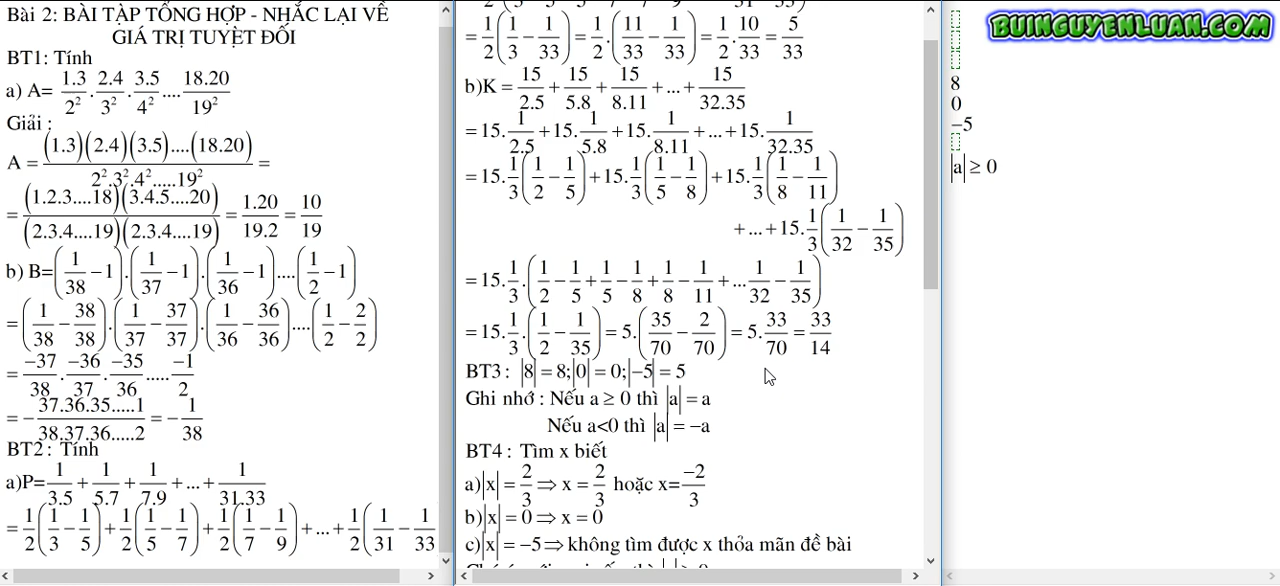 Bài 2: BÀI TẬP TỔNG HỢP - NHẮC LẠI VỀ
GIÁ TRỊ TUYỆT ĐỐI
BT1: Tính
a) A= 1.3/2² . 2.4/3² . 3.5/4² .... 18.20/19²
Giải :
A = (1.3)(2.4)(3.5)....(18.20)/2².3².4².....19² =
= (1.2.3....18)(3.4.5....20)/(2.3.4....19)(2.3.4....19) = 1.20/19.2 = 10/19
b) B=(1/38 − 1).(1/37 − 1).(1/36 − 1)....(1/2 − 1)
= (1/38 − 38/38).(1/37 − 37/37).(1/36 − 36/36)....(1/2 − 2/2)
= −37/38 . −36/37 . −35/36 ..... −1/2
= − 37.36.35.....1/38.37.36.....2 = − 1/38
BT2 : Tính
a)P= 1/3.5 + 1/5.7 + 1/7.9 + ... + 1/31.33
= 1/2(1/3 − 1/5) + 1/2(1/5 − 1/7) + 1/2(1/7 − 1/9) + ... + 1/2(1/31 − 1/33
= 1/2(1/3 − 1/33) = 1/2.(11/33 − 1/33) = 1/2 . 10/33 = 5/33
b)K = 15/2.5 + 15/5.8 + 15/8.11 + ... + 15/32.35
= 15. 1/2.5 + 15. 1/5.8 + 15. 1/8.11 + ... + 15. 1/32.35
= 15. 1/3(1/2 − 1/5) + 15. 1/3(1/5 − 1/8) + 15. 1/3(1/8 − 1/11)
+ ... + 15. 1/3(1/32 − 1/35)
= 15. 1/3 .(1/2 − 1/5 + 1/5 − 1/8 + 1/8 − 1/11 + ... 1/32 − 1/35)
= 15. 1/3 .(1/2 − 1/35) = 5.(35/70 − 2/70) = 5. 33/70 = 33/14
BT3 : |8| = 8;|0| = 0;|−5| = 5
Ghi nhớ : Nếu a ≥ 0 thì |a| = a
Nếu a<0 thì |a| = −a
BT4 : Tìm x biết
a)|x| = 2/3 ⇒ x = 2/3 hoặc x= −2/3
b)|x| = 0 ⇒ x = 0
c)|x| = −5 ⇒ không tìm được x thỏa mãn đề bài
BUINGUYENLUAN.COM
8
0
−5
|a| ≥ 0